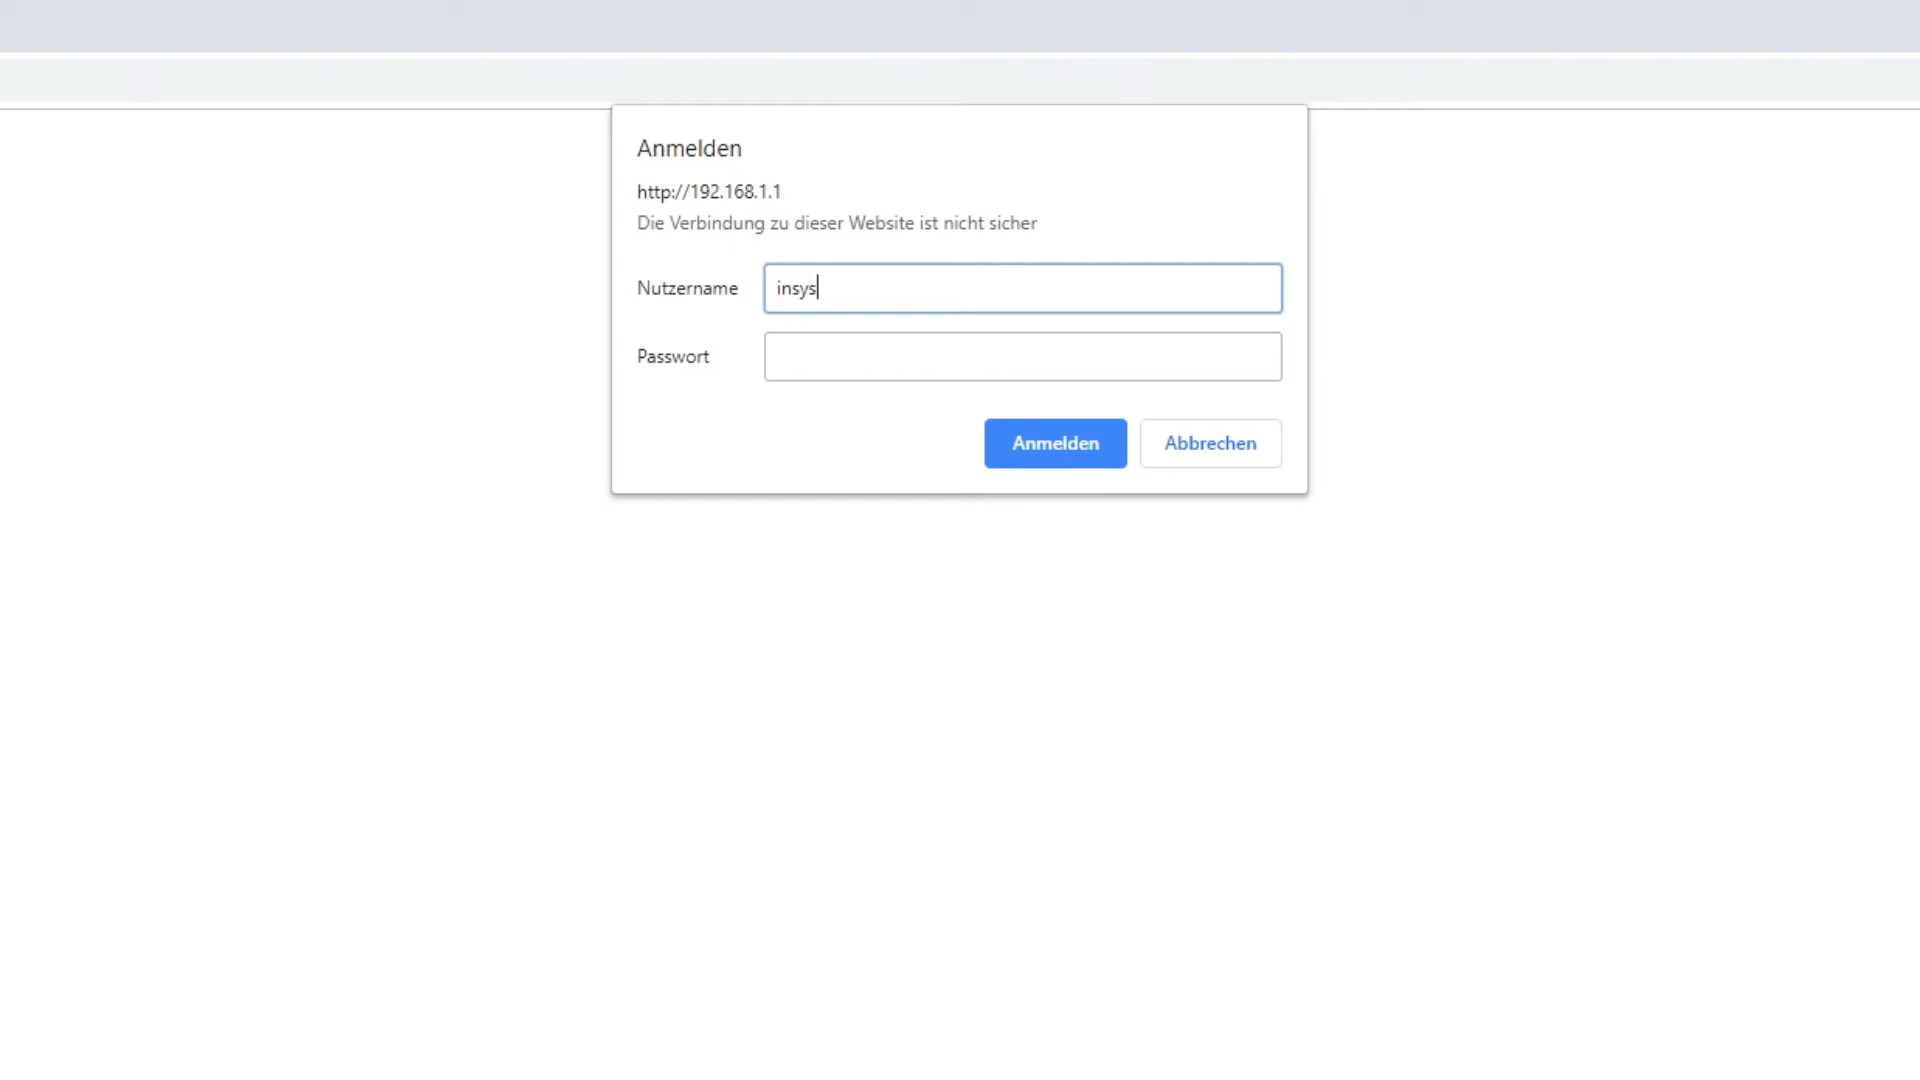 Anmelden
http://192.168.1.1
Die Verbindung zu dieser Website ist nicht sicher
Nutzername insys
Passwort
Anmelden Abbrechen